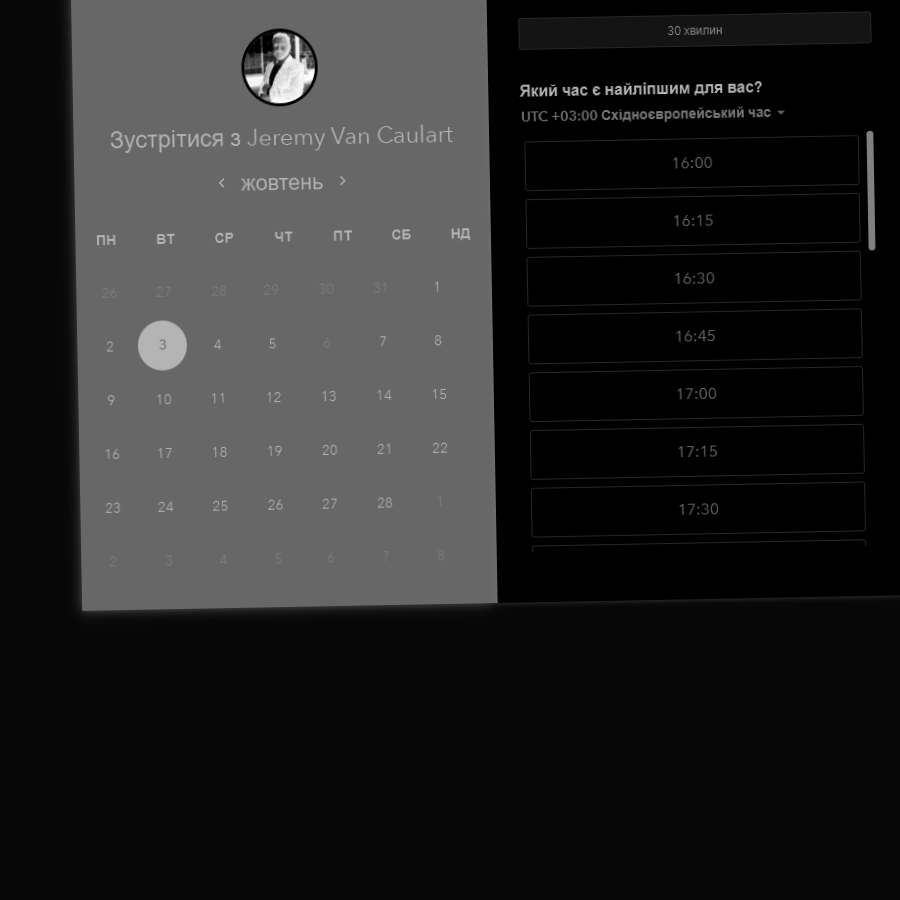 Зустрітися з Jeremy Van Caulart
жовтень
ПН ВТ СР ЧТ ПТ СБ НД
26 27 28 29 30 31 1
2 3 4 5 6 7 8
9 10 11 12 13 14 15
16 17 18 19 20 21 22
23 24 25 26 27 28 1
2 3 4 5 6 7 8
30 хвилин
Який час є найліпшим для вас?
UTC +03:00 Східноєвропейський час
16:00
16:15
16:30
16:45
17:00
17:15
17:30